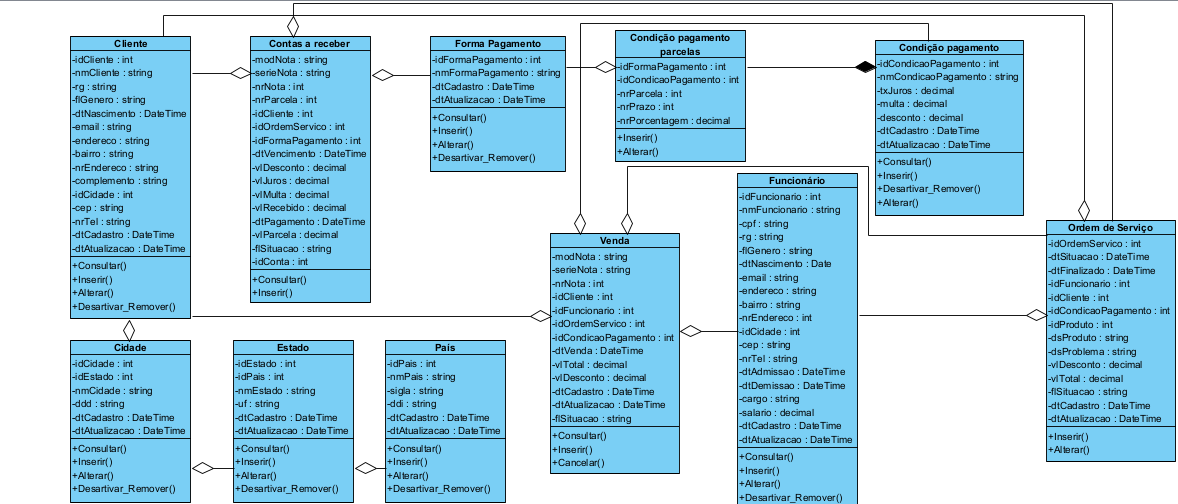 Cliente
-idCliente : int
-nmCliente : string
-rg : string
-flGenero : string
-dtNascimento : DateTime
-email : string
-endereco : string
-bairro : string
-nrEndereco : string
-complemento : string
-idCidade : int
-cep : string
-nrTel : string
-dtCadastro : DateTime
-dtAtualizacao : DateTime
+Consultar()
+Inserir()
+Alterar()
+Desartivar_Remover()
Contas a receber
-modNota : string
-serieNota : string
-nrNota : int
-nrParcela : int
-idCliente : int
-idOrdemServico : int
-idFormaPagamento : int
-dtVencimento : DateTime
-vlDesconto : decimal
-vlJuros : decimal
-vlMulta : decimal
-vlRecebido : decimal
-dtPagamento : DateTime
-vlParcela : decimal
-flSituacao : string
-idConta : int
+Consultar()
+Inserir()
Forma Pagamento
-idFormaPagamento : int
-nmFormaPagamento : string
-dtCadastro : DateTime
-dtAtualizacao : DateTime
+Consultar()
+Inserir()
+Alterar()
+Desartivar_Remover()
Condição pagamento
parcelas
-idFormaPagamento : int
-idCondicaoPagamento : int
-nrParcela : int
-nrPrazo : int
-nrPorcentagem : decimal
+Inserir()
+Alterar()
Condição pagamento
-idCondicaoPagamento : int
-nmCondicaoPagamento : string
-txJuros : decimal
-multa : decimal
-desconto : decimal
-dtCadastro : DateTime
-dtAtualizacao : DateTime
+Consultar()
+Inserir()
+Desartivar_Remover()
+Alterar()
Venda
-modNota : string
-serieNota : string
-nrNota : int
-idCliente : int
-idFuncionario : int
-idOrdemServico : int
-idCondicaoPagamento : int
-dtVenda : DateTime
-vlTotal : decimal
-vlDesconto : decimal
-dtCadastro : DateTime
-dtAtualizacao : DateTime
-flSituacao : string
+Consultar()
+Inserir()
+Cancelar()
Funcionário
-idFuncionario : int
-nmFuncionario : string
-cpf : string
-rg : string
-flGenero : string
-dtNascimento : Date
-email : string
-endereco : string
-bairro : string
-nrEndereco : int
-idCidade : int
-cep : string
-nrTel : string
-dtAdmissao : DateTime
-dtDemissao : DateTime
-cargo : string
-salario : decimal
-dtCadastro : DateTime
-dtAtualizacao : DateTime
+Consultar()
+Inserir()
+Alterar()
+Desartivar_Remover()
Ordem de Serviço
-idOrdemServico : int
-dtSituacao : DateTime
-dtFinalizado : DateTime
-idFuncionario : int
-idCliente : int
-idCondicaoPagamento : int
-idProduto : int
-dsProduto : string
-dsProblema : string
-vlDesconto : decimal
-vlTotal : decimal
-flSituacao : string
-dtCadastro : DateTime
-dtAtualizacao : DateTime
+Inserir()
+Alterar()
Cidade
-idCidade : int
-idEstado : int
-nmCidade : string
-ddd : string
-dtCadastro : DateTime
-dtAtualizacao : DateTime
+Consultar()
+Inserir()
+Alterar()
+Desartivar_Remover()
Estado
-idEstado : int
-idPais : int
-nmEstado : string
-uf : string
-dtCadastro : DateTime
-dtAtualizacao : DateTime
+Consultar()
+Inserir()
+Alterar()
+Desartivar_Remover()
País
-idPais : int
-nmPais : string
-sigla : string
-ddi : string
-dtCadastro : DateTime
-dtAtualizacao : DateTime
+Consultar()
+Inserir()
+Alterar()
+Desartivar_Remover()